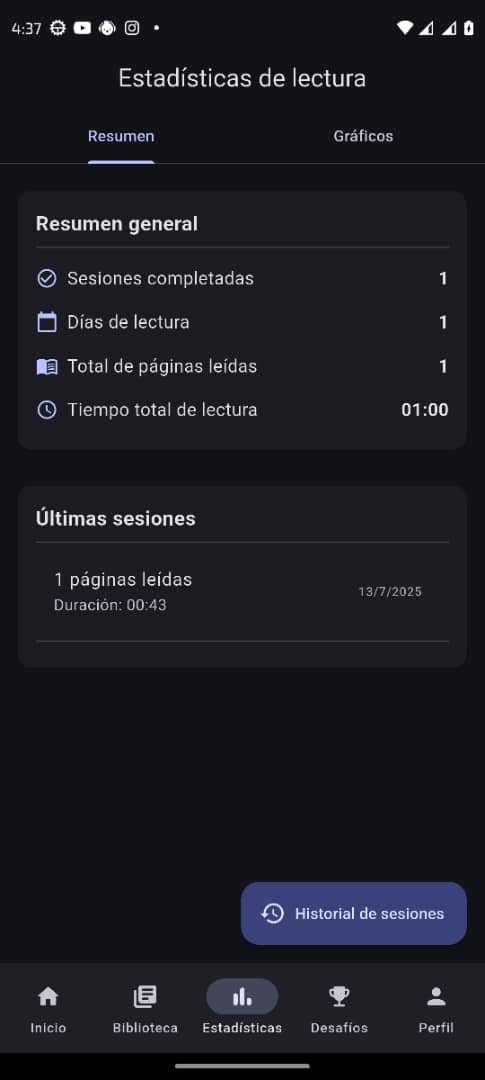 4:37
Estadísticas de lectura
Resumen
Gráficos
Resumen general
Sesiones completadas 1
Días de lectura 1
Total de páginas leídas 1
Tiempo total de lectura 01:00
Últimas sesiones
1 páginas leídas
Duración: 00:43
13/7/2025
Historial de sesiones
Inicio
Biblioteca
Estadísticas
Desafíos
Perfil